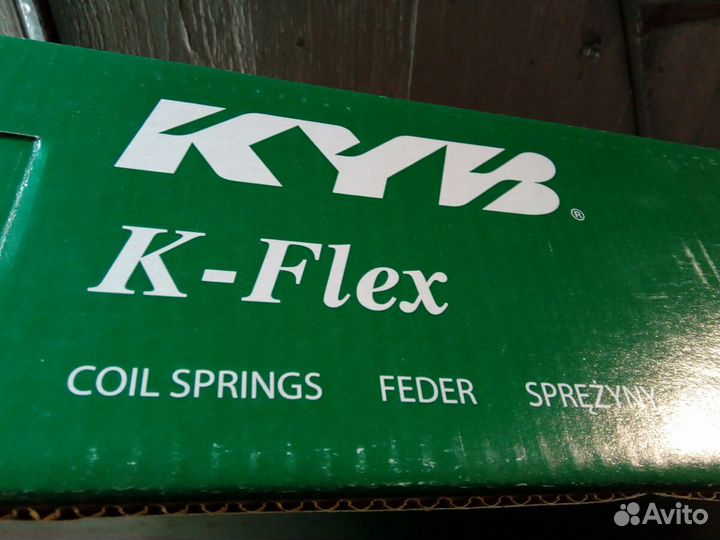 KYB®
K-Flex
COIL SPRINGS FEDER SPRĘŻYNY
Avito